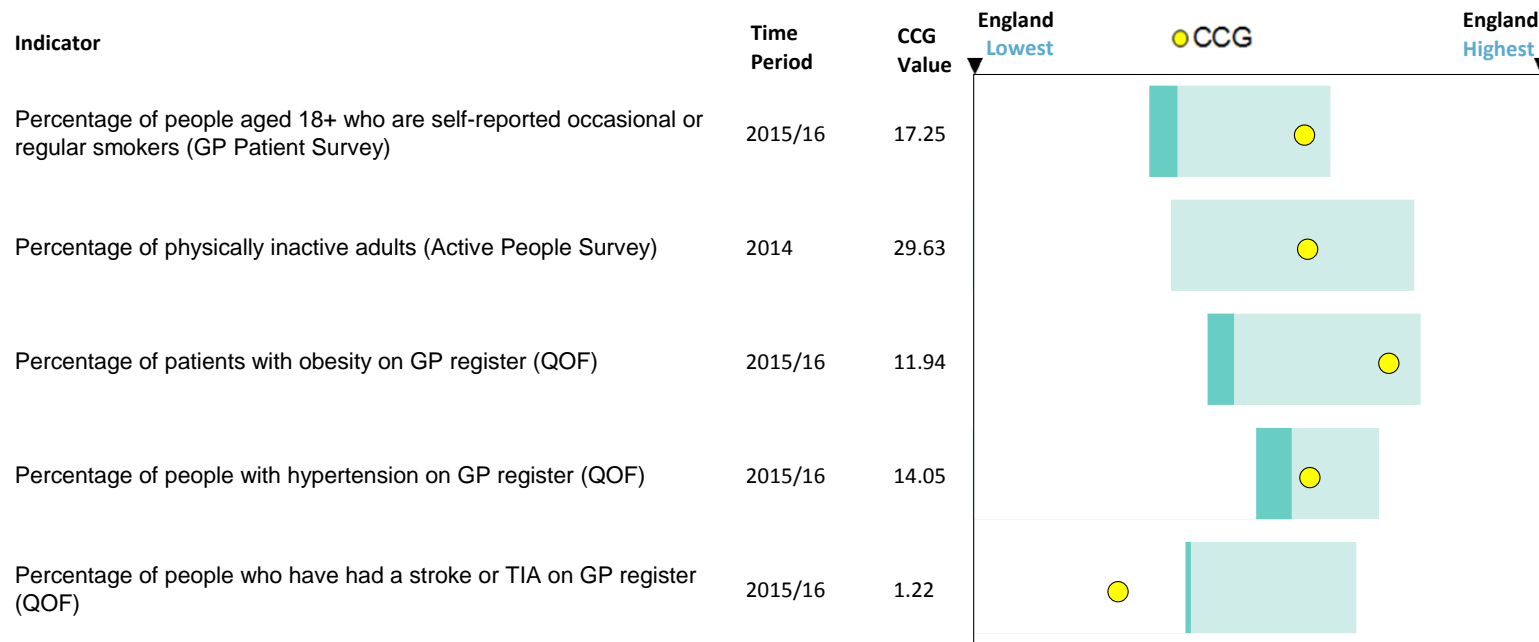 Indicator
Time
Period
CCG
Value
England
Lowest
CCG
England
Highest
Percentage of people aged 18+ who are self-reported occasional or
regular smokers (GP Patient Survey)
2015/16
17.25
Percentage of physically inactive adults (Active People Survey)
2014
29.63
Percentage of patients with obesity on GP register (QOF)
2015/16
11.94
Percentage of people with hypertension on GP register (QOF)
2015/16
14.05
Percentage of people who have had a stroke or TIA on GP register
(QOF)
2015/16
1.22